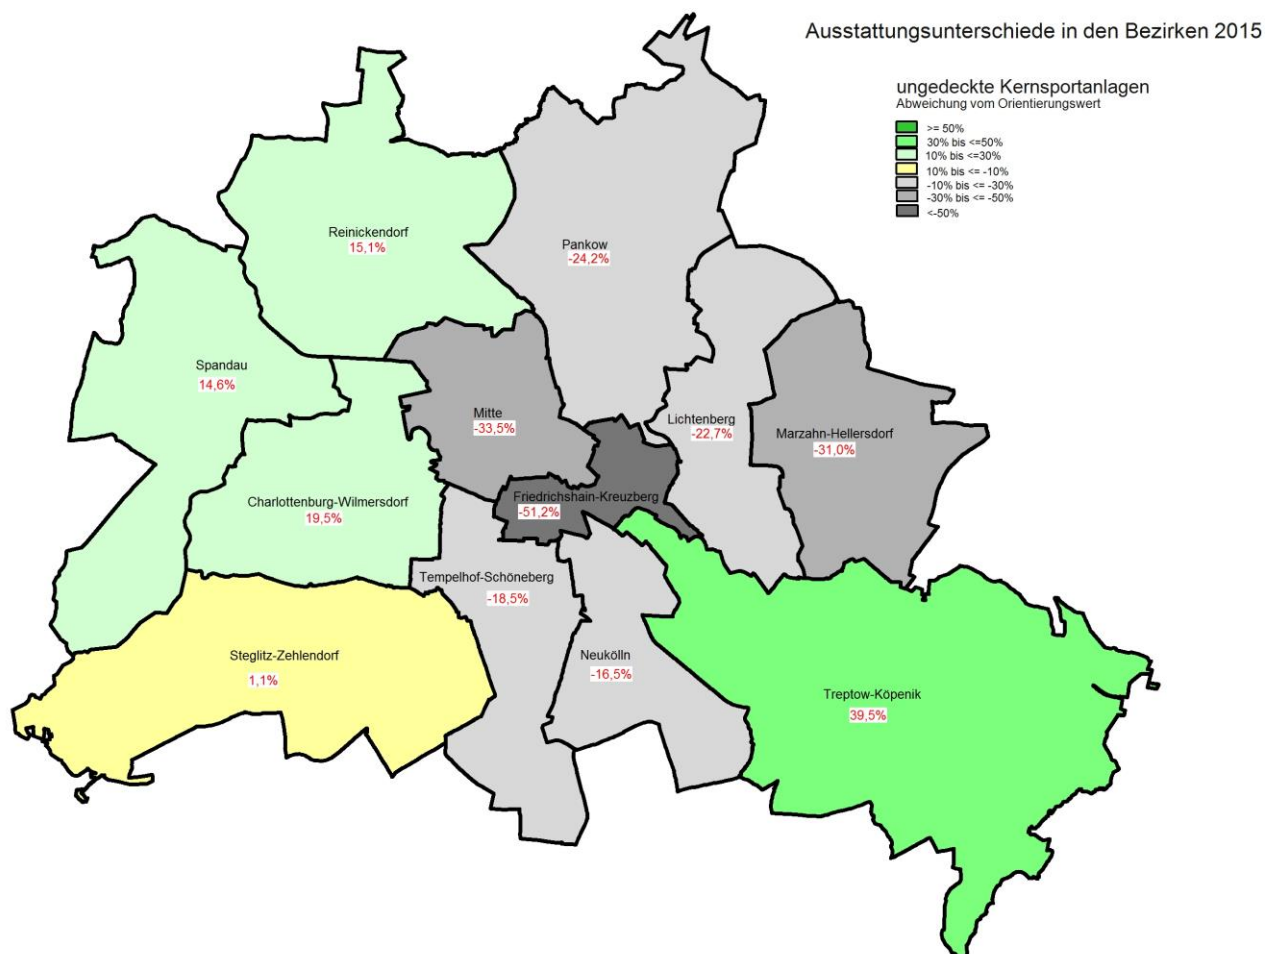 Ausstattungsunterschiede in den Bezirken 2015
ungedeckte Kernsportanlagen
Abweichung vom Orientierungswert
>= 50%
30% bis <=50%
10% bis <=30%
10% bis <= -10%
-10% bis <= -30%
-30% bis <= -50%
<-50%
Reinickendorf
15,1%
Pankow
-24,2%
Spandau
14,6%
Mitte
-33,5%
Lichtenberg
-22,7%
Marzahn-Hellersdorf
-31,0%
Charlottenburg-Wilmersdorf
19,5%
Friedrichshain-Kreuzberg
-51,2%
Tempelhof-Schöneberg
-18,5%
Steglitz-Zehlendorf
1,1%
Neukölln
-16,5%
Treptow-Köpenik
39,5%